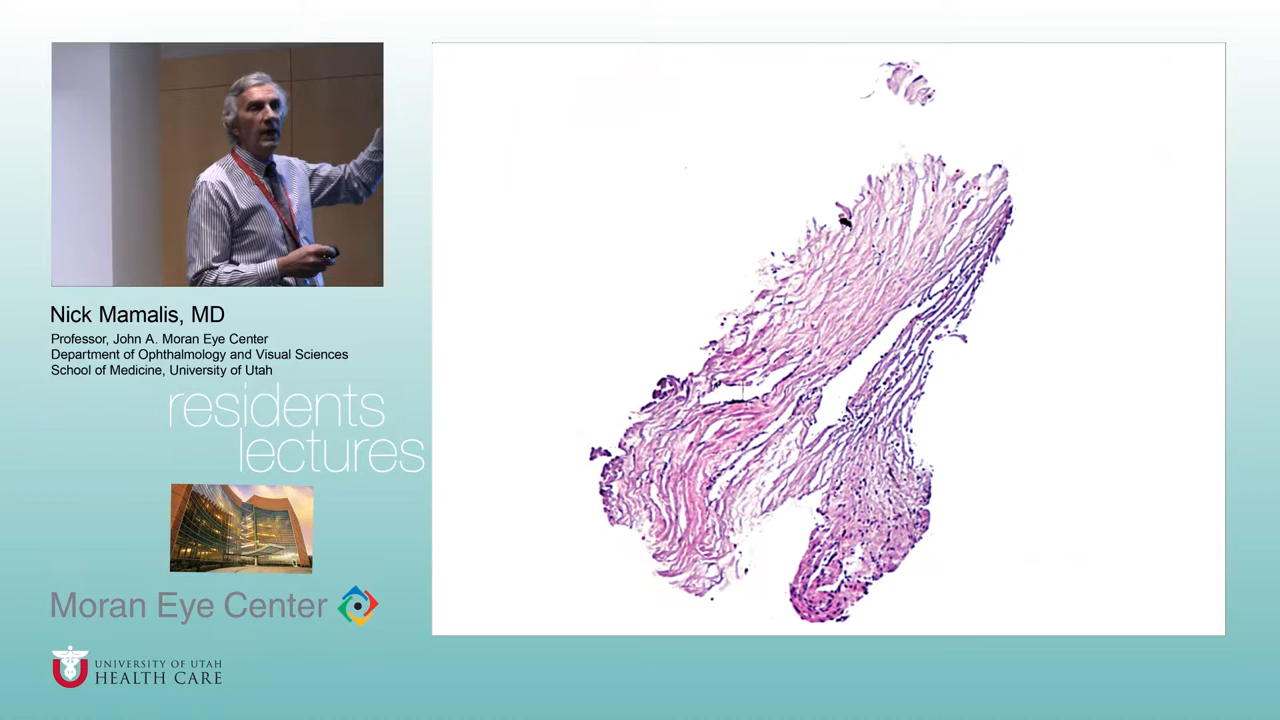 Nick Mamalis, MD
Professor, John A. Moran Eye Center
Department of Ophthalmology and Visual Sciences
School of Medicine, University of Utah
residents
lectures
Moran Eye Center
UNIVERSITY OF UTAH
HEALTH CARE